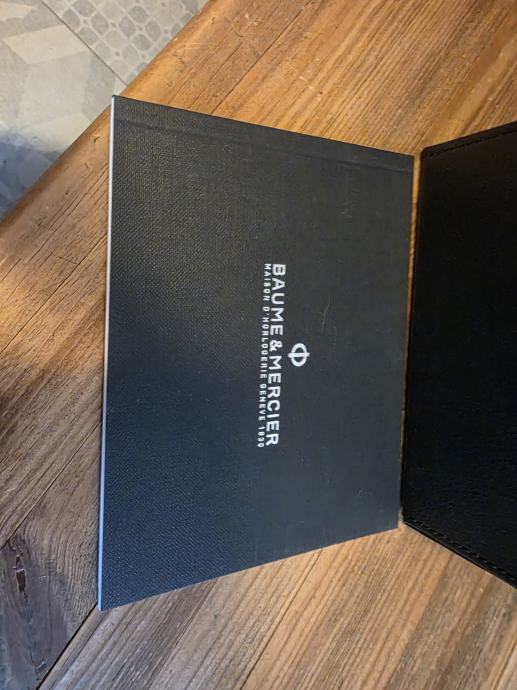 BAUME & MERCIER
MAISON D'HORLOGERIE GENEVE 1830